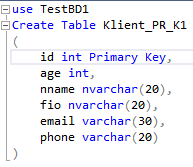 use TestBD1
Create Table Klient_PR_K1
(
id int Primary Key,
age int,
nname nvarchar(20),
fio nvarchar(20),
email varchar(30),
phone varchar(20)
)